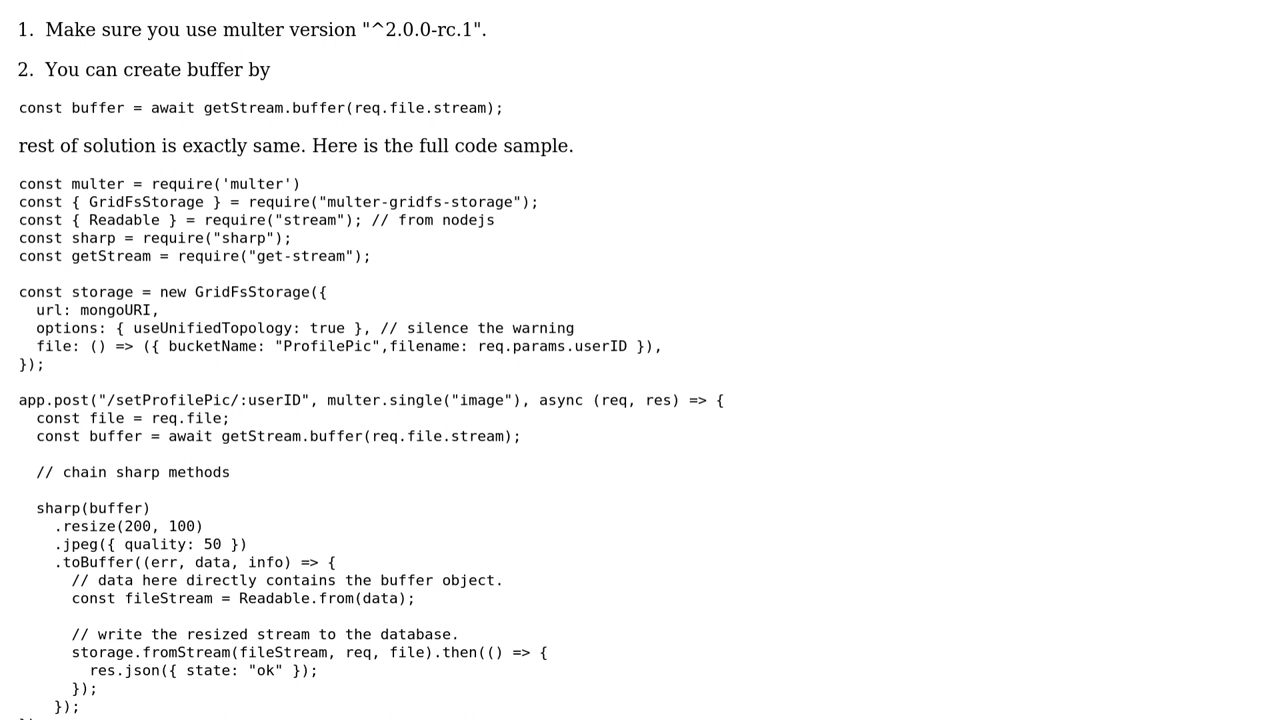 1. Make sure you use multer version "^2.0.0-rc.1".
2. You can create buffer by
const buffer = await getStream.buffer(req.file.stream);
rest of solution is exactly same. Here is the full code sample.
const multer = require('multer')
const { GridFsStorage } = require("multer-gridfs-storage");
const { Readable } = require("stream"); // from nodejs
const sharp = require("sharp");
const getStream = require("get-stream");
const storage = new GridFsStorage({
  url: mongoURI,
  options: { useUnifiedTopology: true }, // silence the warning
  file: () => ({ bucketName: "ProfilePic",filename: req.params.userID }),
});
app.post("/setProfilePic/:userID", multer.single("image"), async (req, res) => {
  const file = req.file;
  const buffer = await getStream.buffer(req.file.stream);
  // chain sharp methods
  sharp(buffer)
    .resize(200, 100)
    .jpeg({ quality: 50 })
    .toBuffer((err, data, info) => {
      // data here directly contains the buffer object.
      const fileStream = Readable.from(data);
      // write the resized stream to the database.
      storage.fromStream(fileStream, req, file).then(() => {
        res.json({ state: "ok" });
      });
    });